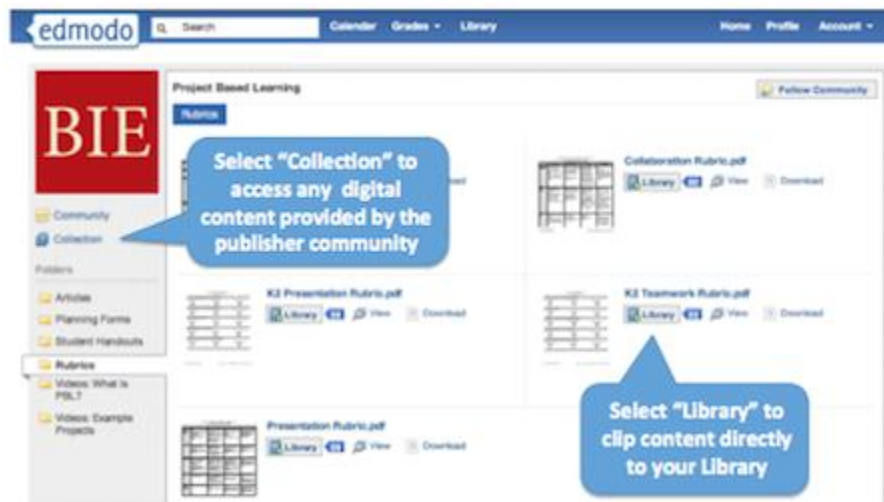 edmodo
Search
Calender
Grades
Library
Home
Profile
Account
BIE
Project Based Learning
Follow Community
Rubrics
Select "Collection" to
access any digital
content provided by the
publisher community
Download
Collaboration Rubric.pdf
Library
View
Download
Community
Collection
Folders
Articles
Planning Forms
Student Handouts
Rubrics
Videos: What is
PBL?
Videos: Example
Projects
K2 Presentation Rubric.pdf
Library
View
Download
K2 Teamwork Rubric.pdf
Library
View
Download
Presentation Rubric.pdf
Library
View
Download
Select "Library" to
clip content directly
to your Library